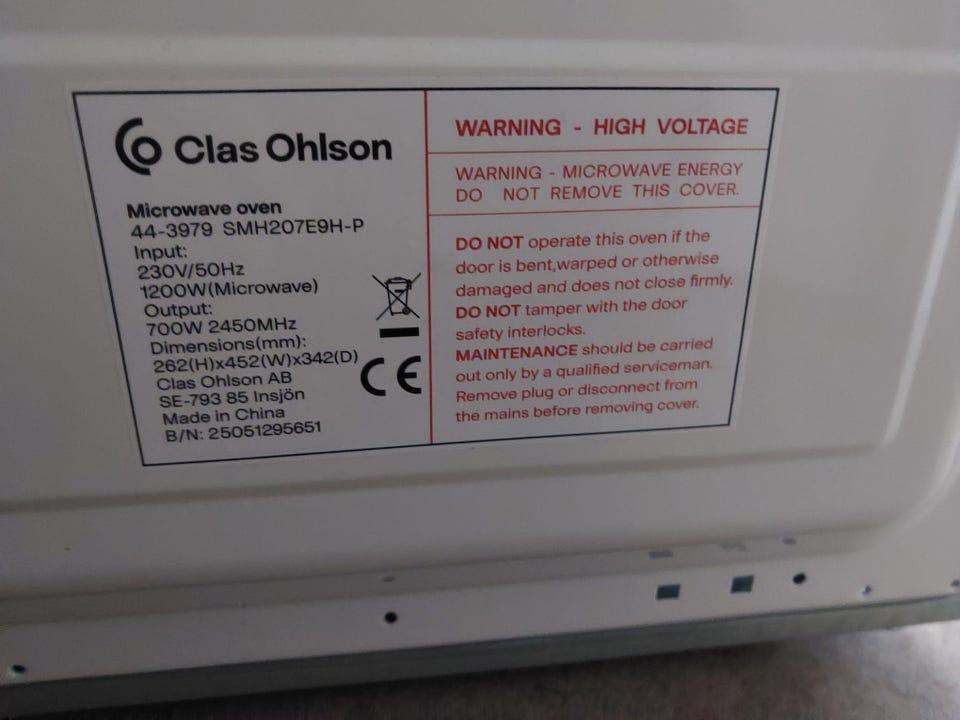 Clas Ohlson
Microwave oven
44-3979 SMH207E9H-P
Input:
230V/50Hz
1200W(Microwave)
Output:
700W 2450MHz
Dimensions(mm):
262(H)x452(W)x342(D)
Clas Ohlson AB
SE-793 85 Insjön
Made in China
B/N: 25051295651
CE
WARNING - HIGH VOLTAGE
WARNING - MICROWAVE ENERGY
DO NOT REMOVE THIS COVER.
DO NOT operate this oven if the
door is bent,warped or otherwise
damaged and does not close firmly.
DO NOT tamper with the door
safety interlocks.
MAINTENANCE should be carried
out only by a qualified serviceman.
Remove plug or disconnect from
the mains before removing cover.